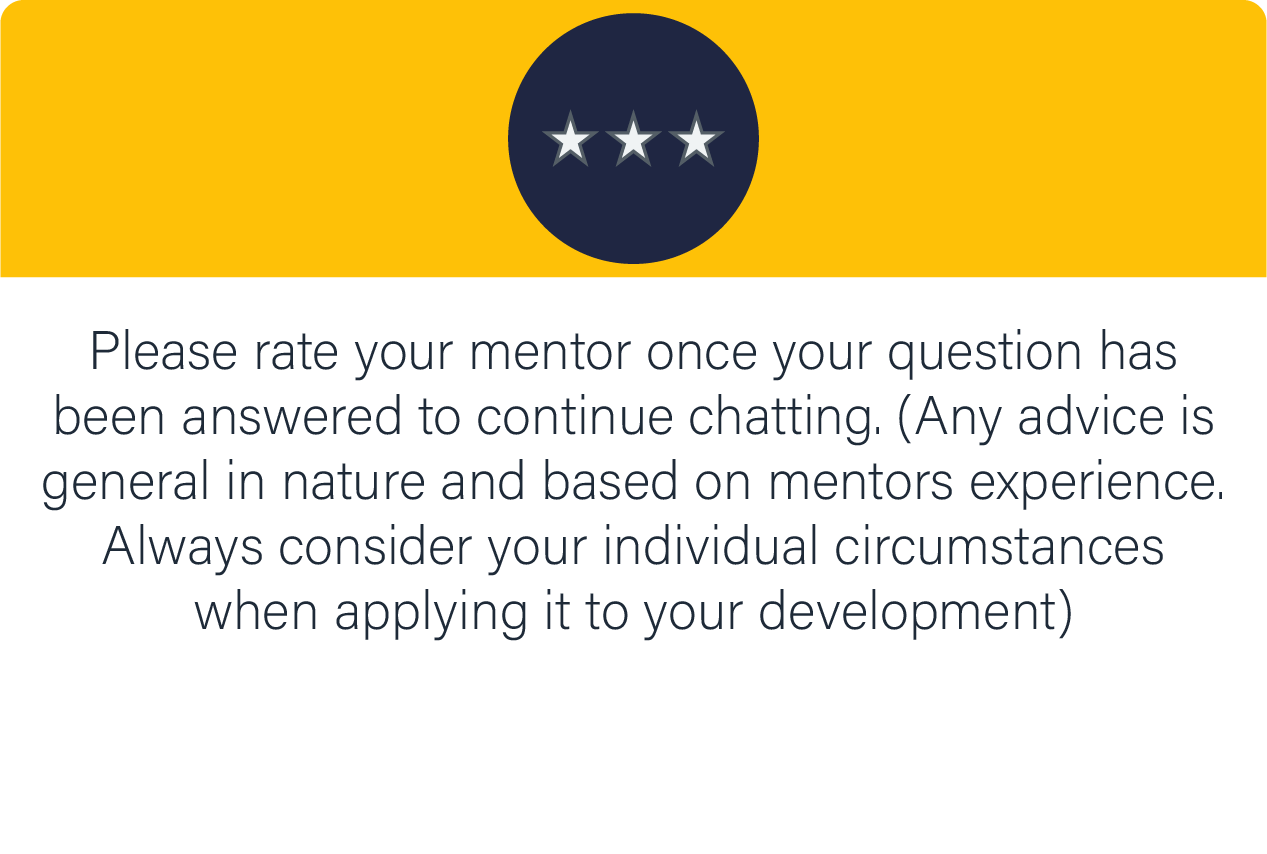 Please rate your mentor once your question has
been answered to continue chatting. (Any advice is
general in nature and based on mentors experience.
Always consider your individual circumstances
when applying it to your development)